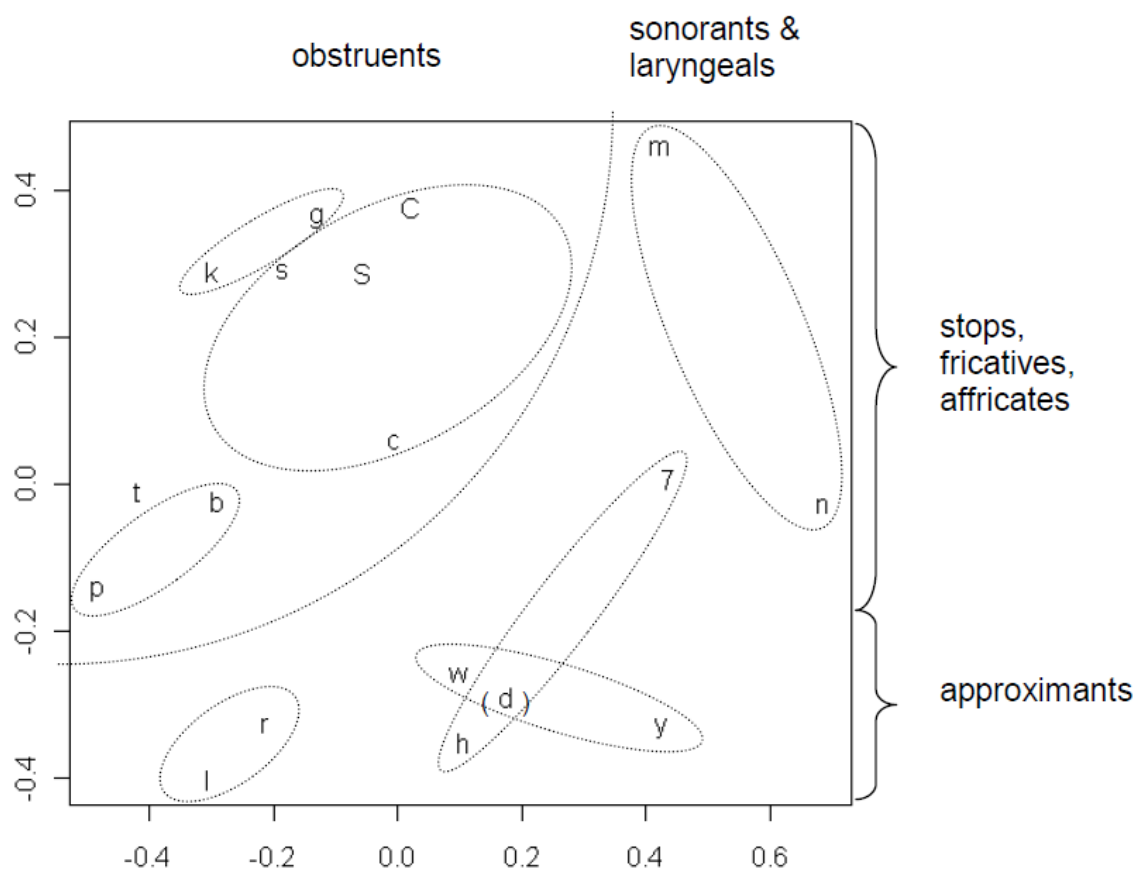 obstruents
sonorants &
laryngeals
m
0.4
g
C
k
s
S
0.2
stops,
fricatives,
affricates
c
0.0
t
b
7
n
p
-0.2
w
( d )
y
h
approximants
r
l
-0.4
-0.4
-0.2
0.0
0.2
0.4
0.6